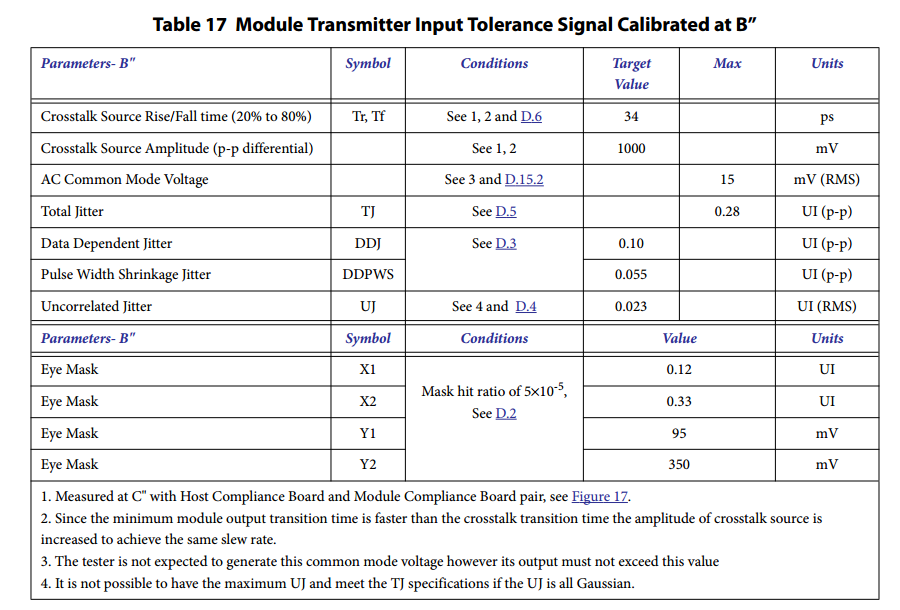 Table 17 Module Transmitter Input Tolerance Signal Calibrated at B″
Parameters- B″ Symbol Conditions Target Value Max Units
Crosstalk Source Rise/Fall time (20% to 80%) Tr, Tf See 1, 2 and D.6 34 ps
Crosstalk Source Amplitude (p-p differential) See 1, 2 1000 mV
AC Common Mode Voltage See 3 and D.15.2 15 mV (RMS)
Total Jitter TJ See D.5 0.28 UI (p-p)
Data Dependent Jitter DDJ See D.3 0.10 UI (p-p)
Pulse Width Shrinkage Jitter DDPWS 0.055 UI (p-p)
Uncorrelated Jitter UJ See 4 and D.4 0.023 UI (RMS)
Parameters- B″ Symbol Conditions Value Units
Eye Mask X1 0.12 UI
Mask hit ratio of 5×10-5,
Eye Mask X2 0.33 UI
See D.2
Eye Mask Y1 95 mV
Eye Mask Y2 350 mV
1. Measured at C″ with Host Compliance Board and Module Compliance Board pair, see Figure 17.
2. Since the minimum module output transition time is faster than the crosstalk transition time the amplitude of crosstalk source is
increased to achieve the same slew rate.
3. The tester is not expected to generate this common mode voltage however its output must not exceed this value
4. It is not possible to have the maximum UJ and meet the TJ specifications if the UJ is all Gaussian.